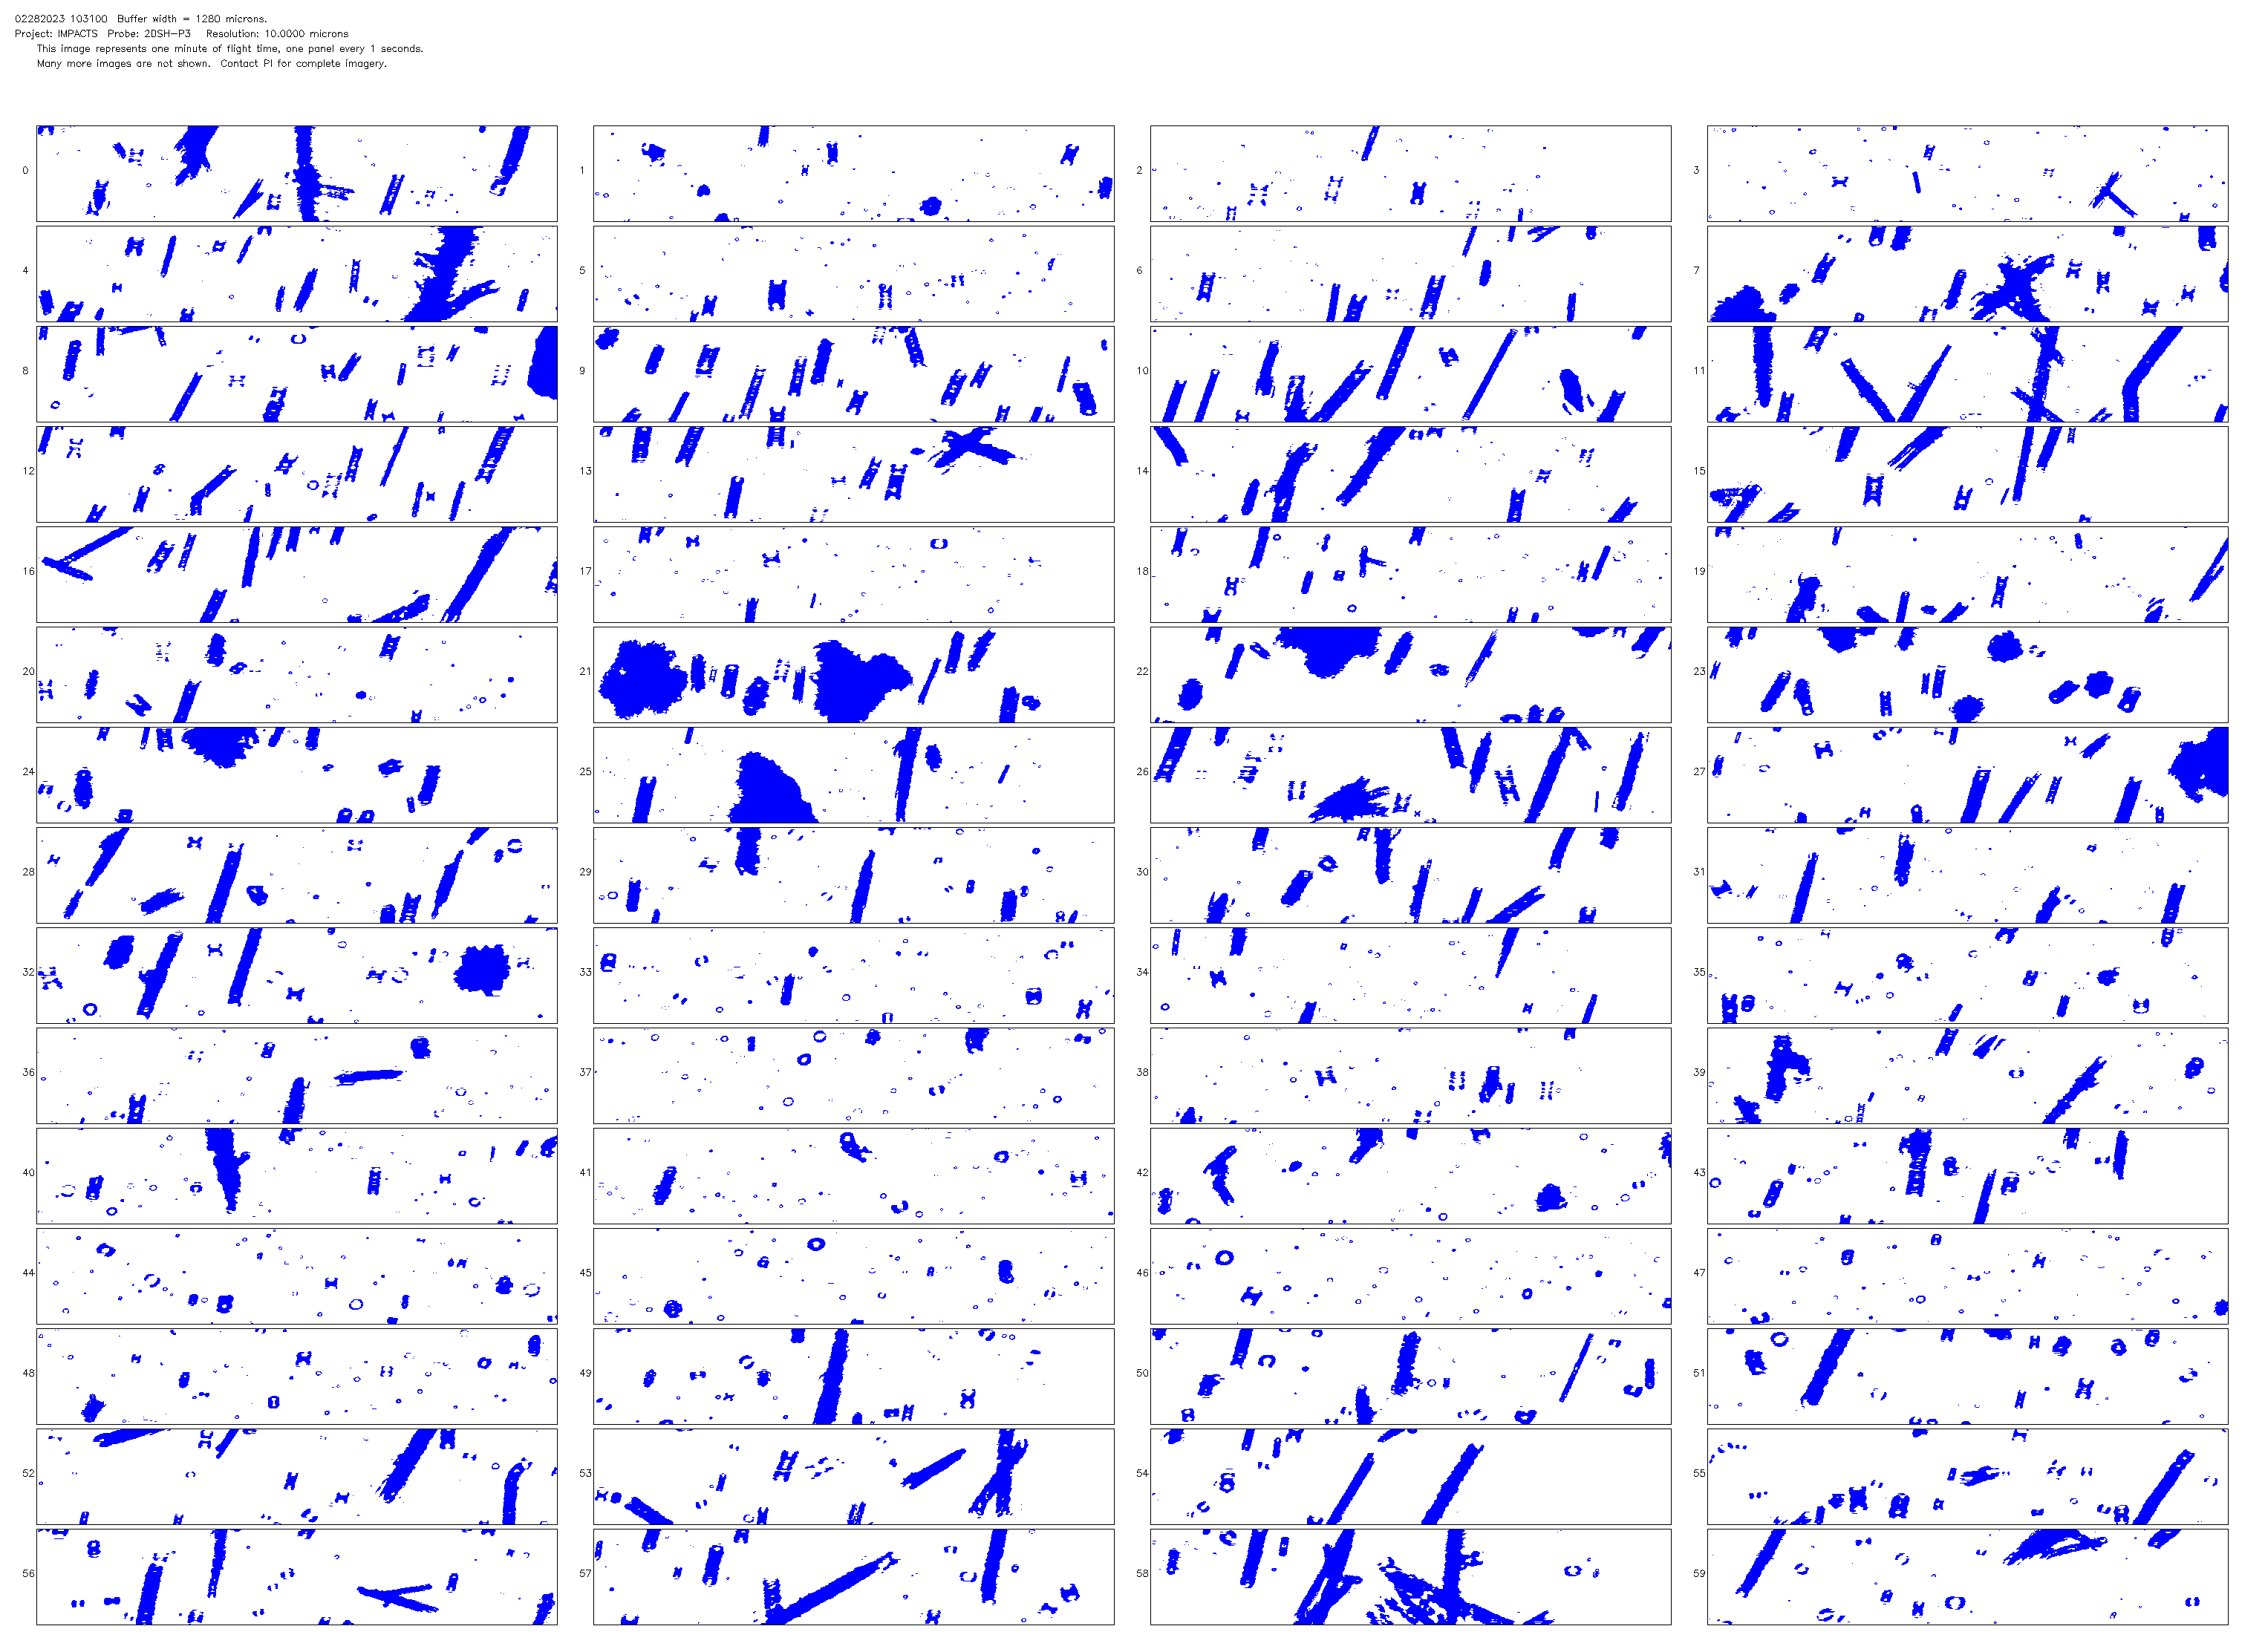 02282023 103100 Buffer width = 1280 microns.
Project: IMPACTS Probe: 2DSH-P3 Resolution: 10.0000 microns
This image represents one minute of flight time, one panel every 1 seconds.
Many more images are not shown. Contact PI for complete imagery.
0 1 2 3
4 5 6 7
8 9 10 11
12 13 14 15
16 17 18 19
20 21 22 23
24 25 26 27
28 29 30 31
32 33 34 35
36 37 38 39
40 41 42 43
44 45 46 47
48 49 50 51
52 53 54 55
56 57 58 59